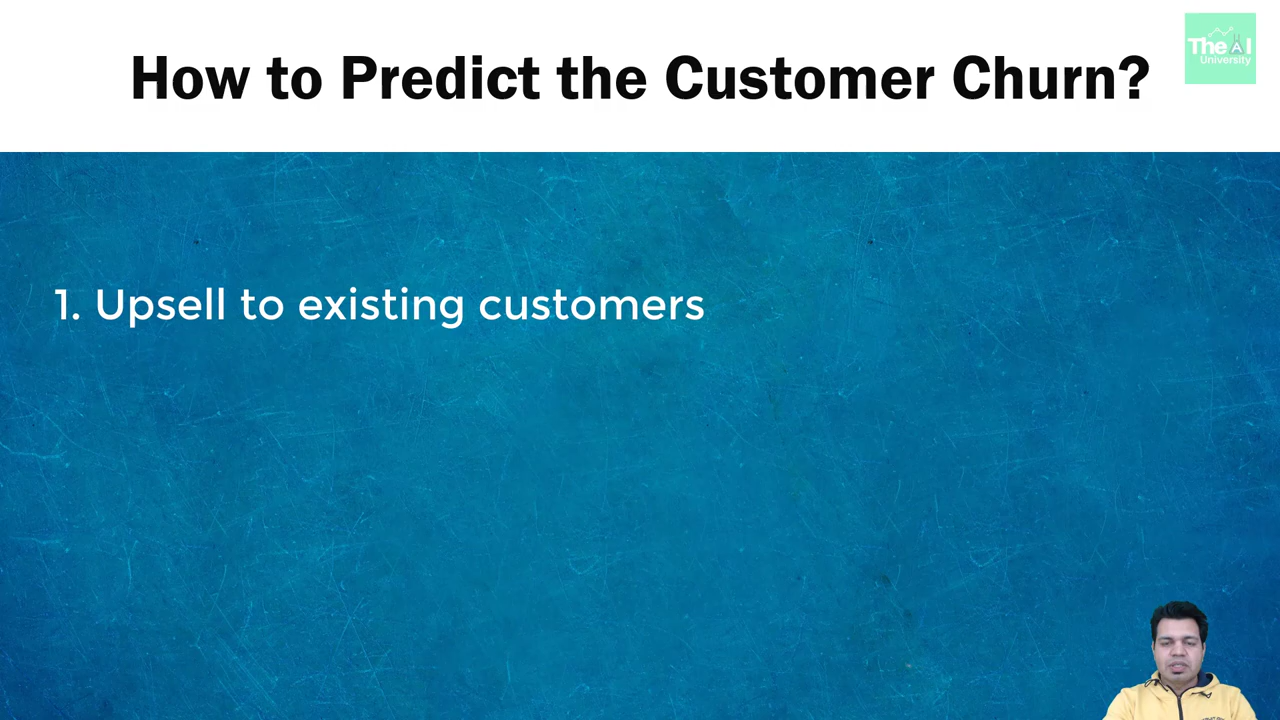 How to Predict the Customer Churn?
The AI
University
1. Upsell to existing customers